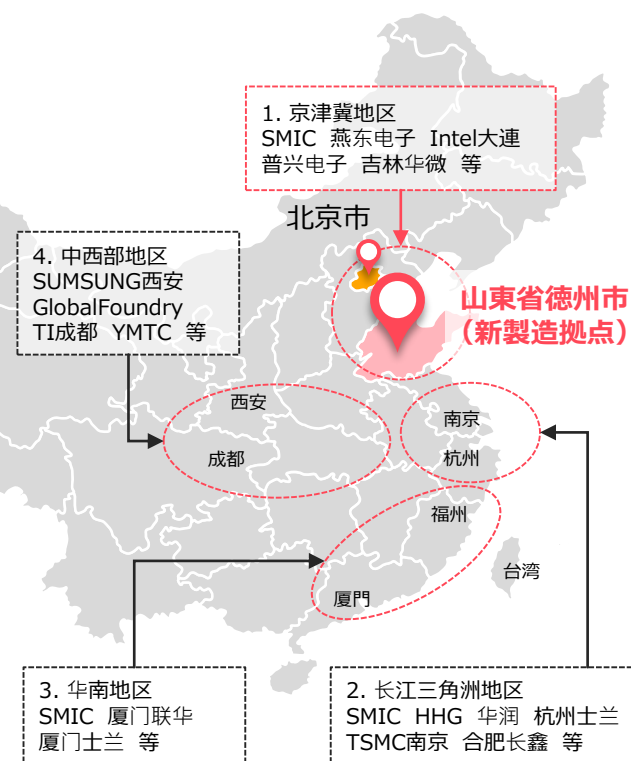 1. 京津冀地区
SMIC 燕东电子 Intel大連
普兴电子 吉林华微 等
北京市
4. 中西部地区
SUMSUNG西安
GlobalFoundry
TI成都 YMTC 等
山東省徳州市
（新製造拠点）
西安
成都
南京
杭州
福州
厦門
台湾
3. 华南地区
SMIC 厦门联华
厦门士兰 等
2. 长江三角洲地区
SMIC HHG 华润 杭州士兰
TSMC南京 合肥长鑫 等